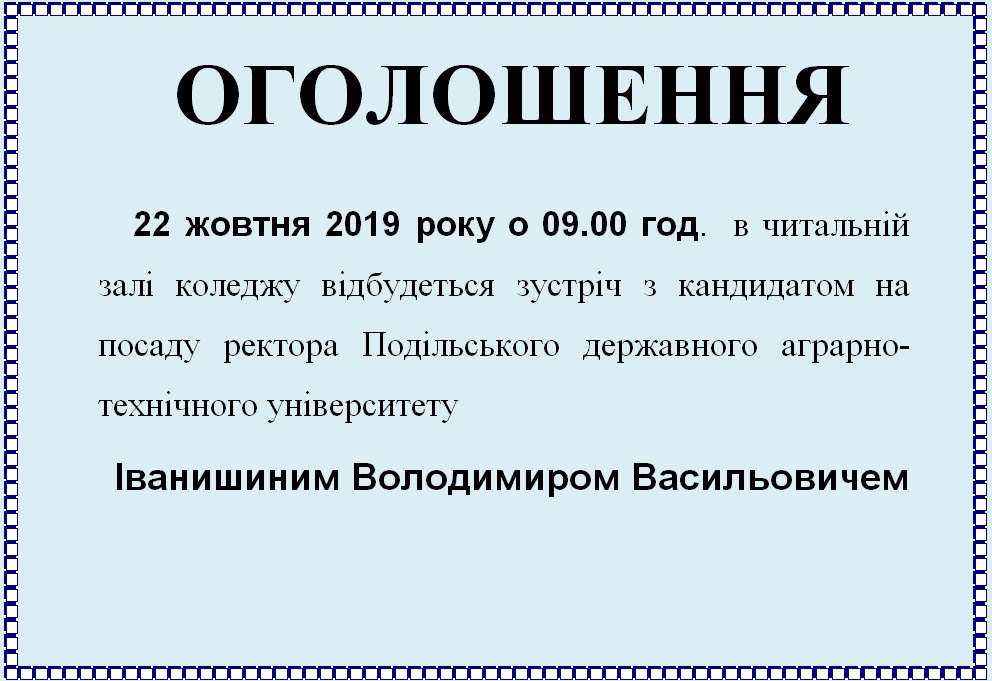 ОГОЛОШЕННЯ
22 жовтня 2019 року о 09.00 год. в читальній
залі коледжу відбудеться зустріч з кандидатом на
посаду ректора Подільського державного аграрно-
технічного університету
Іванишиним Володимиром Васильовичем